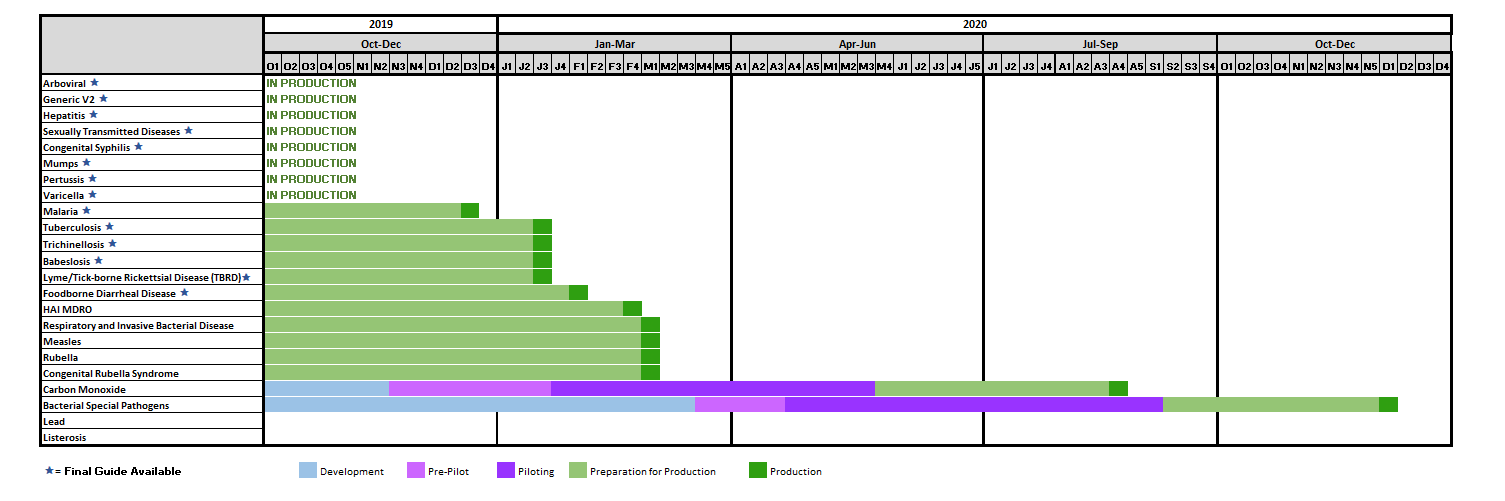 2019 2020
Oct-Dec Jan-Mar Apr-Jun Jul-Sep Oct-Dec
O1 O2 O3 O4 O5 N1 N2 N3 N4 D1 D2 D3 D4 J1 J2 J3 J4 F1 F2 F3 F4 M1 M2 M3 M4 M5 A1 A2 A3 A4 A5 M1 M2 M3 M4 J1 J2 J3 J4 J5 J1 J2 J3 J4 A1 A2 A3 A4 A5 S1 S2 S3 S4 O1 O2 O3 O4 N1 N2 N3 N4 N5 D1 D2 D3 D4
Arboviral ★ IN PRODUCTION
Generic V2 ★ IN PRODUCTION
Hepatitis ★ IN PRODUCTION
Sexually Transmitted Diseases ★ IN PRODUCTION
Congenital Syphilis ★ IN PRODUCTION
Mumps ★ IN PRODUCTION
Pertussis ★ IN PRODUCTION
Varicella ★ IN PRODUCTION
Malaria ★
Tuberculosis ★
Trichinellosis ★
Babeslosis ★
Lyme/Tick-borne Rickettsial Disease (TBRD)★
Foodborne Diarrheal Disease ★
HAI MDRO
Respiratory and Invasive Bacterial Disease
Measles
Rubella
Congenital Rubella Syndrome
Carbon Monoxide
Bacterial Special Pathogens
Lead
Listerosis
★= Final Guide Available Development Pre-Pilot Piloting Preparation for Production Production